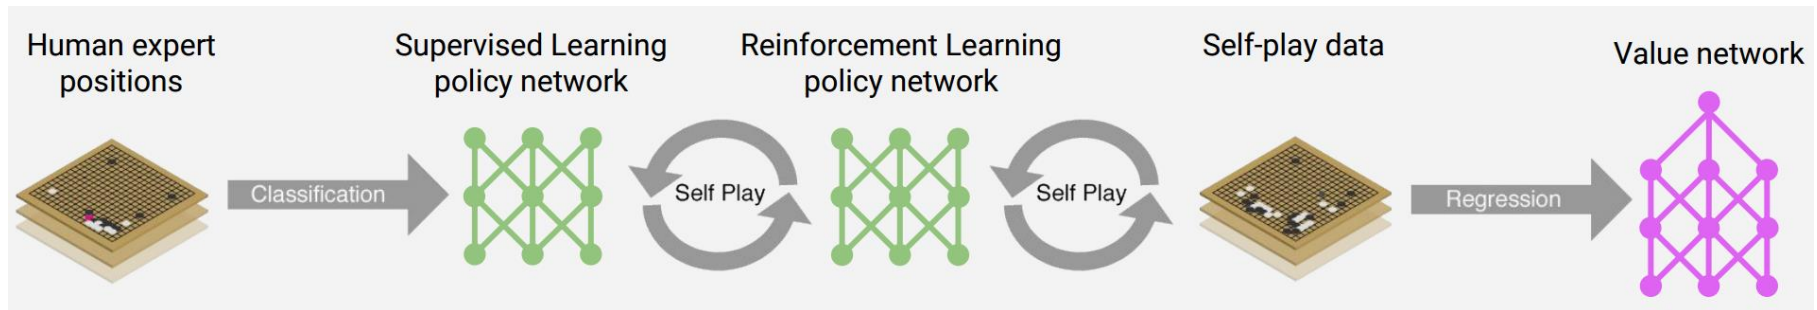 Human expert
positions
Supervised Learning
policy network
Reinforcement Learning
policy network
Self-play data
Value network
Classification
Self Play
Self Play
Regression